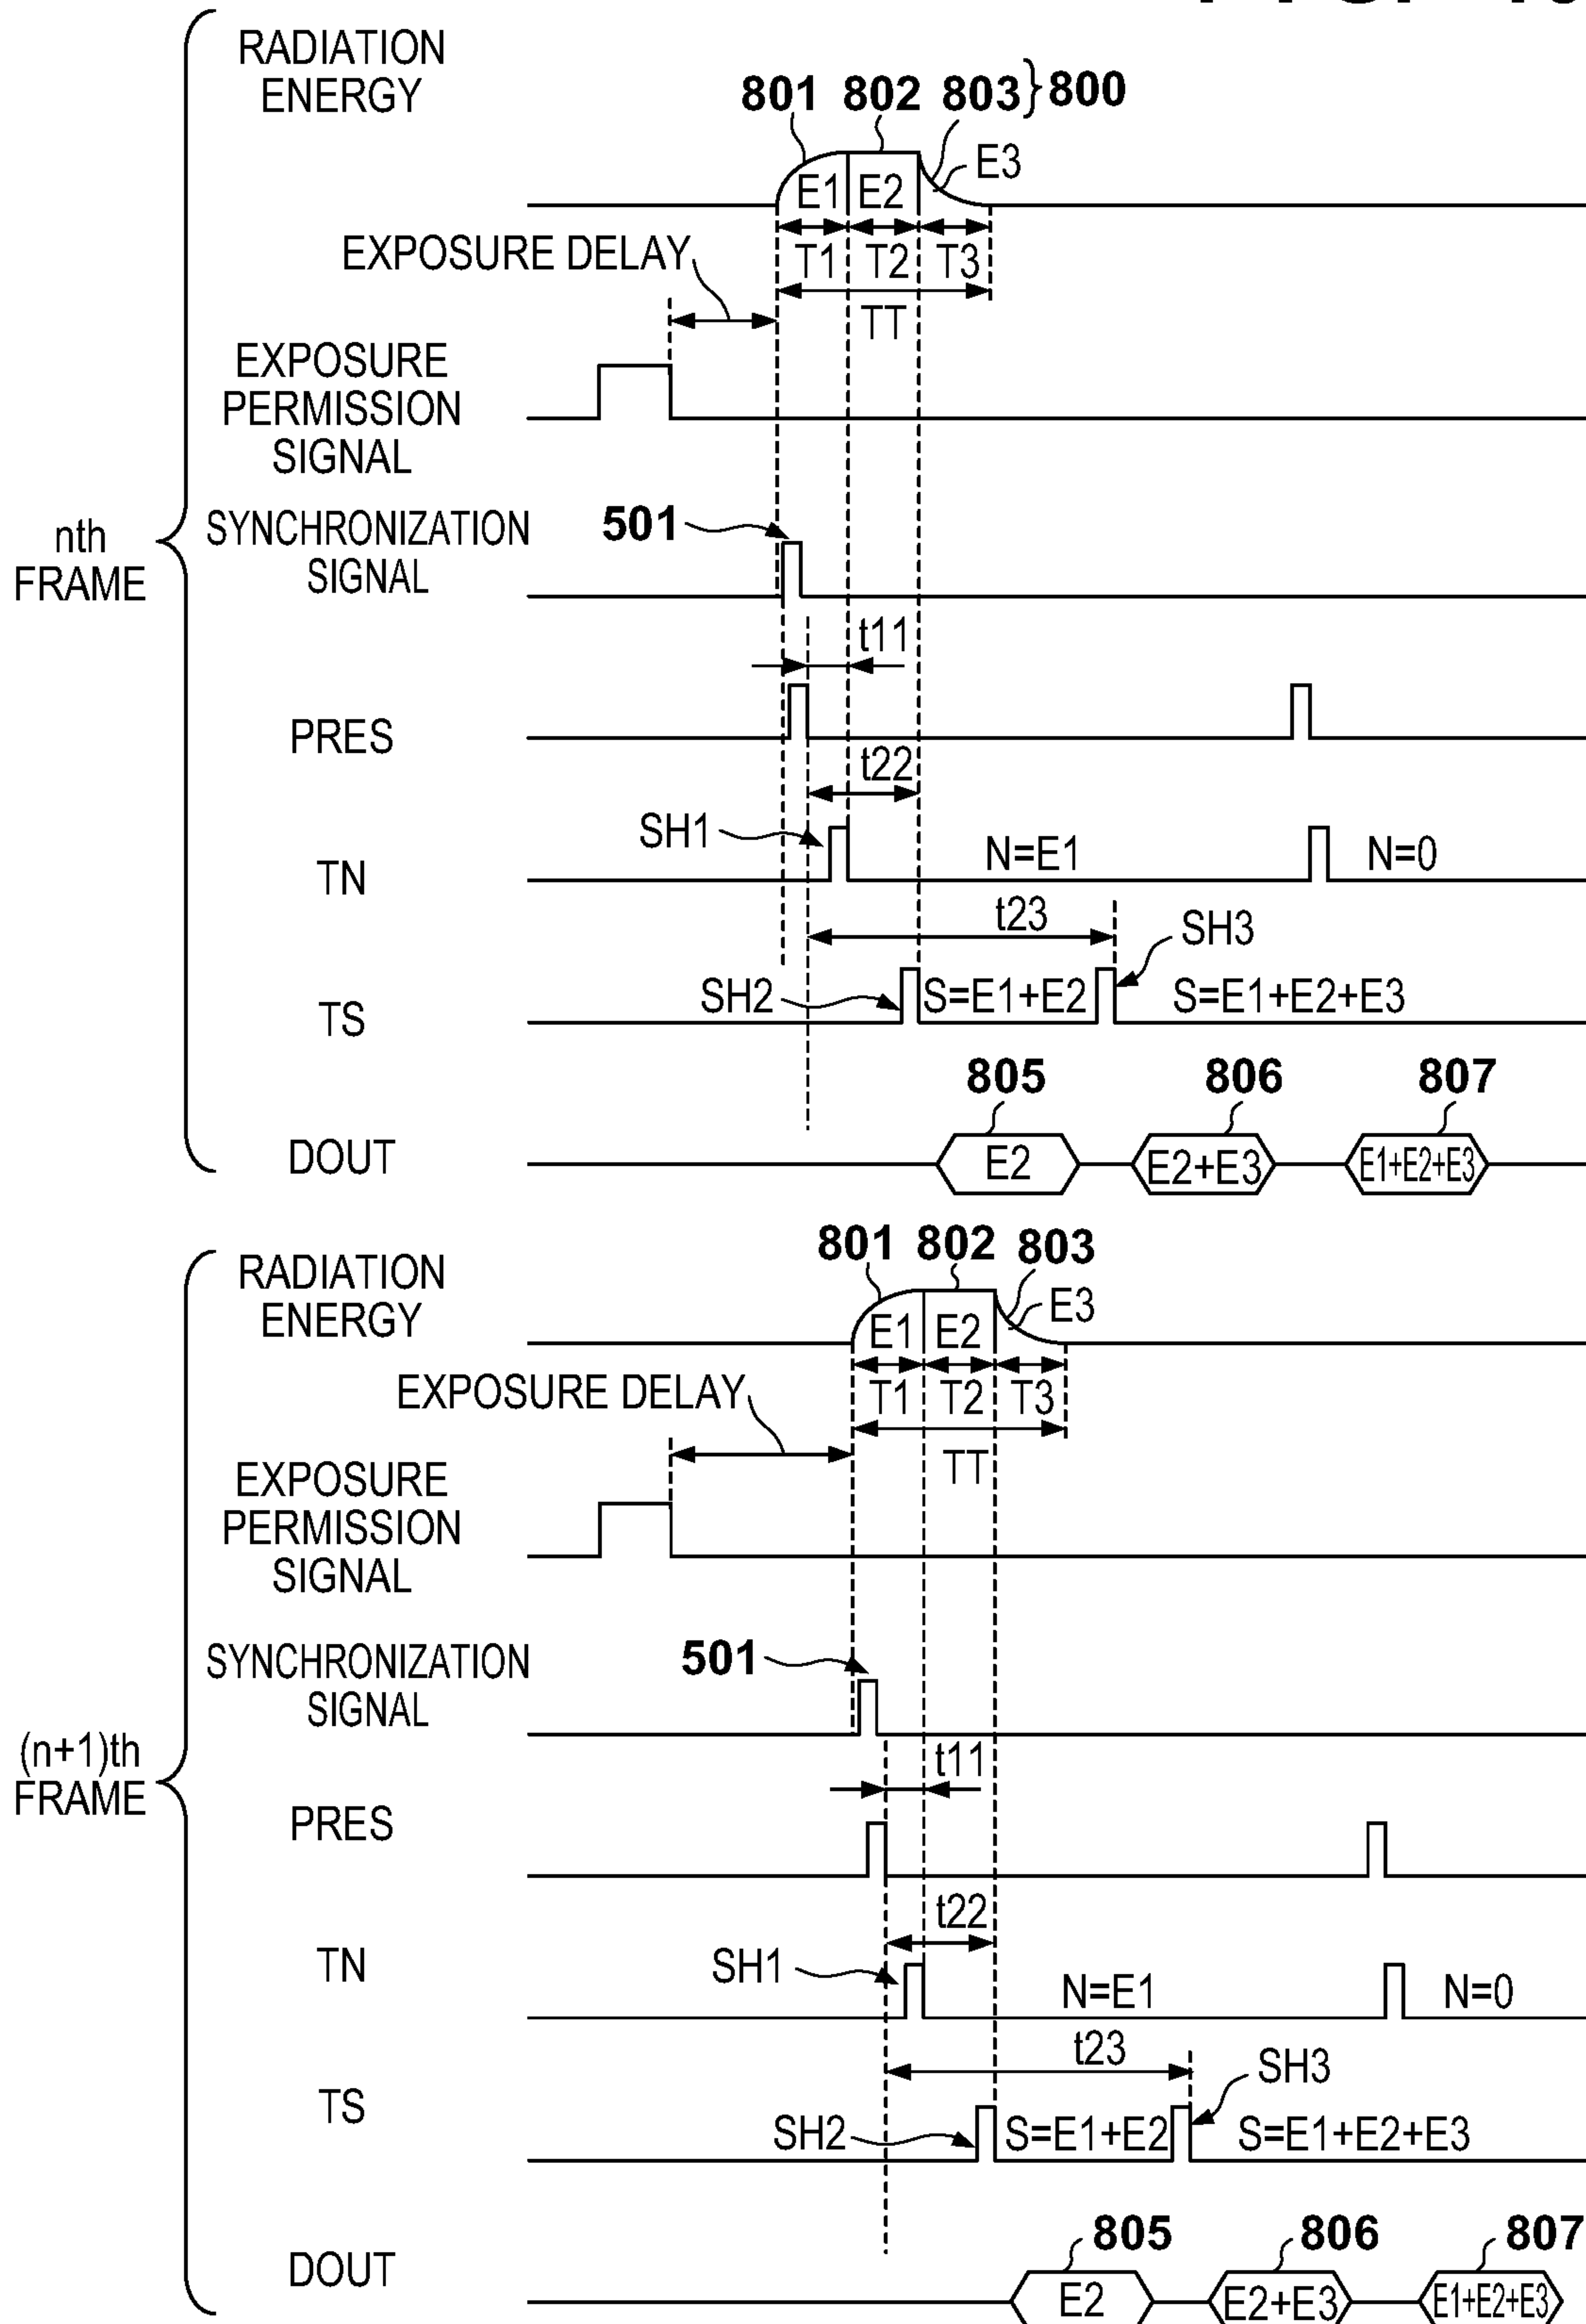 RADIATION
ENERGY
801 802 803}800
E1 E2 E3
EXPOSURE DELAY
T1 T2 T3
TT
EXPOSURE
PERMISSION
SIGNAL
nth
FRAME
SYNCHRONIZATION
SIGNAL
501
t11
PRES
t22
SH1
TN
N=E1
N=0
t23
SH3
SH2
S=E1+E2
S=E1+E2+E3
TS
805 806 807
DOUT
E2
E2+E3
E1+E2+E3
RADIATION
ENERGY
801 802 803
E1 E2 E3
EXPOSURE DELAY
T1 T2 T3
TT
EXPOSURE
PERMISSION
SIGNAL
SYNCHRONIZATION
SIGNAL
501
(n+1)th
FRAME
t11
PRES
t22
SH1
TN
N=E1
N=0
t23
SH3
TS
SH2
S=E1+E2
S=E1+E2+E3
805 806 807
DOUT
E2
E2+E3
E1+E2+E3